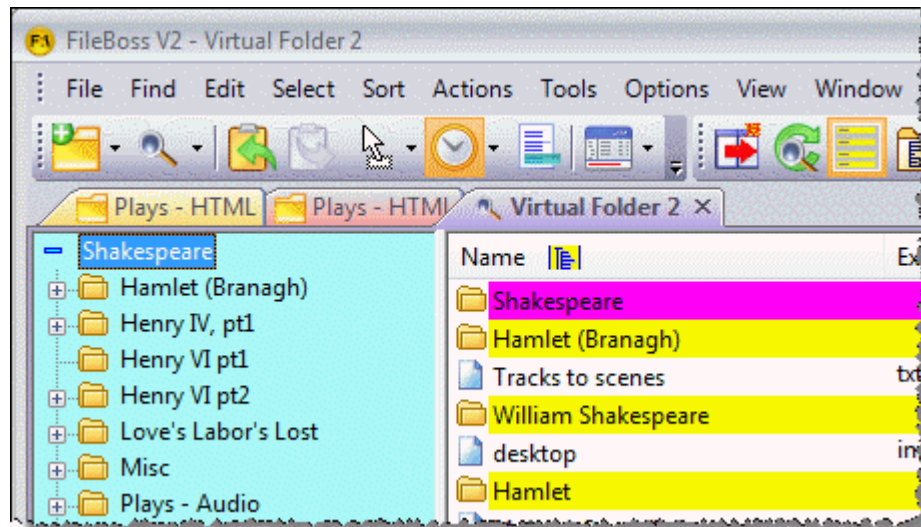 FileBoss V2 - Virtual Folder 2
File Find Edit Select Sort Actions Tools Options View Window
Plays - HTML Plays - HTM Virtual Folder 2
Shakespeare
Hamlet (Branagh)
Henry IV, pt1
Henry VI pt1
Henry VI pt2
Love's Labor's Lost
Misc
Plays - Audio
Name
Shakespeare
Hamlet (Branagh)
Tracks to scenes txt
William Shakespeare
desktop
Hamlet